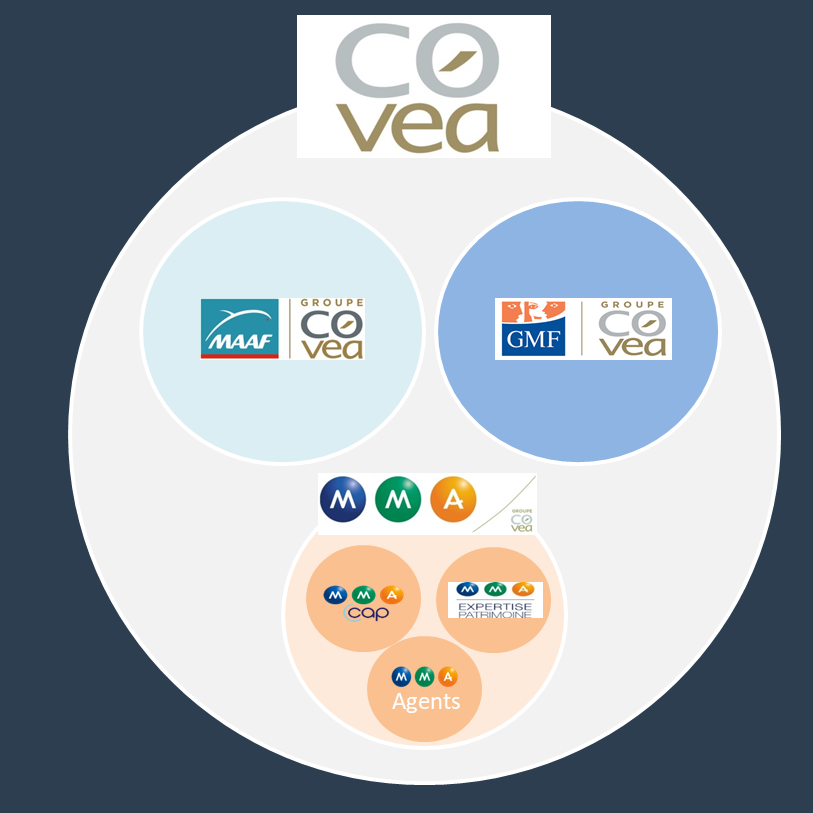 CO
vea
MAAF
GROUPE
CO
vea
GMF
GROUPE
CO
vea
M M A
GROUPE
CO
vea
M M A
cap
M M A
EXPERTISE
PATRIMOINE
M M A
Agents